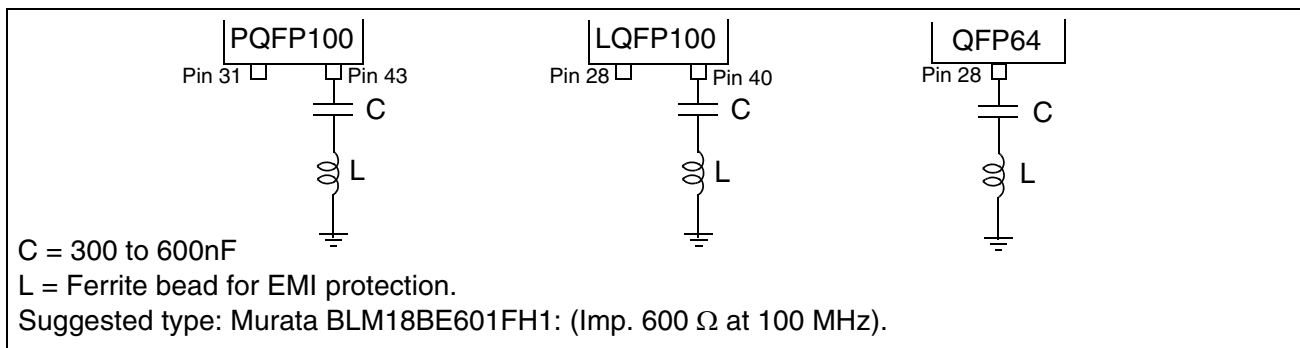 PQFP100
LQFP100
QFP64
Pin 31
Pin 43
Pin 28
Pin 40
Pin 28
C
C
C
L
L
L
C = 300 to 600nF
L = Ferrite bead for EMI protection.
Suggested type: Murata BLM18BE601FH1: (Imp. 600 Ω at 100 MHz).